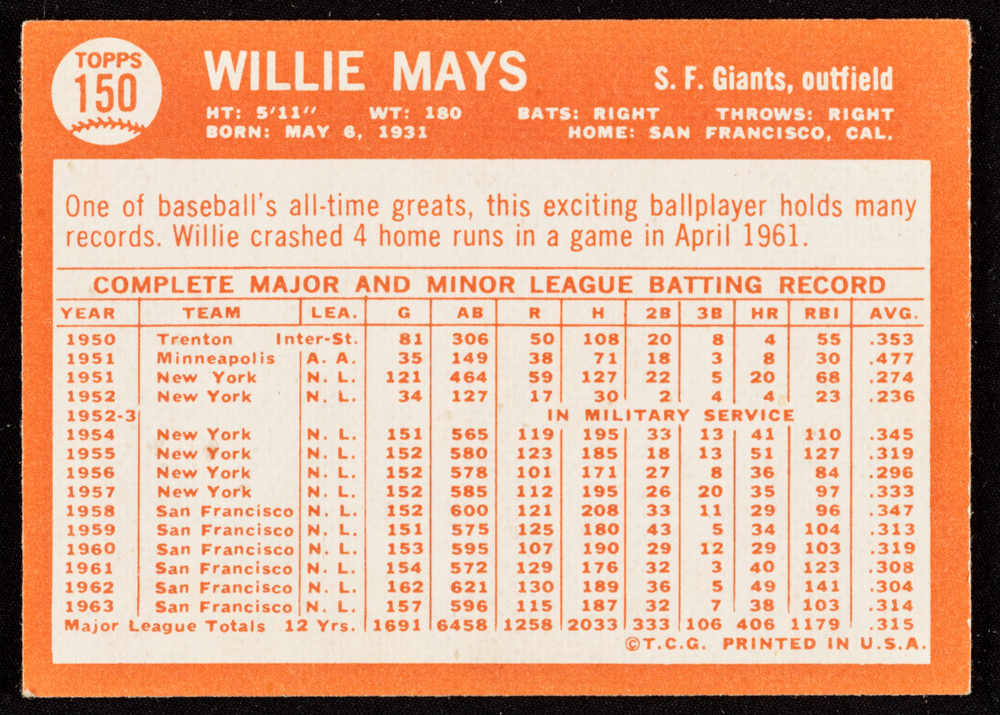 TOPPS
150
WILLIE MAYS
S. F. Giants, outfield
HT: 5'11" WT: 180 BATS: RIGHT THROWS: RIGHT
BORN: MAY 6, 1931 HOME: SAN FRANCISCO, CAL.
One of baseball's all-time greats, this exciting ballplayer holds many
records. Willie crashed 4 home runs in a game in April 1961.
COMPLETE MAJOR AND MINOR LEAGUE BATTING RECORD
YEAR TEAM LEA. G AB R H 2B 3B HR RBI AVG.
1950 Trenton Inter-St. 81 306 50 108 20 8 4 55 .353
1951 Minneapolis A. A. 35 149 38 71 18 3 8 30 .477
1951 New York N. L. 121 464 59 127 22 5 20 68 .274
1952 New York N. L. 34 127 17 30 2 4 4 23 .236
1952-3 IN MILITARY SERVICE
1954 New York N. L. 151 565 119 195 33 13 41 110 .345
1955 New York N. L. 152 580 123 185 18 13 51 127 .319
1956 New York N. L. 152 578 101 171 27 8 36 84 .296
1957 New York N. L. 152 585 112 195 26 20 35 97 .333
1958 San Francisco N. L. 152 600 121 208 33 11 29 96 .347
1959 San Francisco N. L. 151 575 125 180 43 5 34 104 .313
1960 San Francisco N. L. 153 595 107 190 29 12 29 103 .319
1961 San Francisco N. L. 154 572 129 176 32 3 40 123 .308
1962 San Francisco N. L. 162 621 130 189 36 5 49 141 .304
1963 San Francisco N. L. 157 596 115 187 32 7 38 103 .314
Major League Totals 12 Yrs. 1691 6458 1258 2033 333 106 406 1179 .315
©T.C.G. PRINTED IN U.S.A.